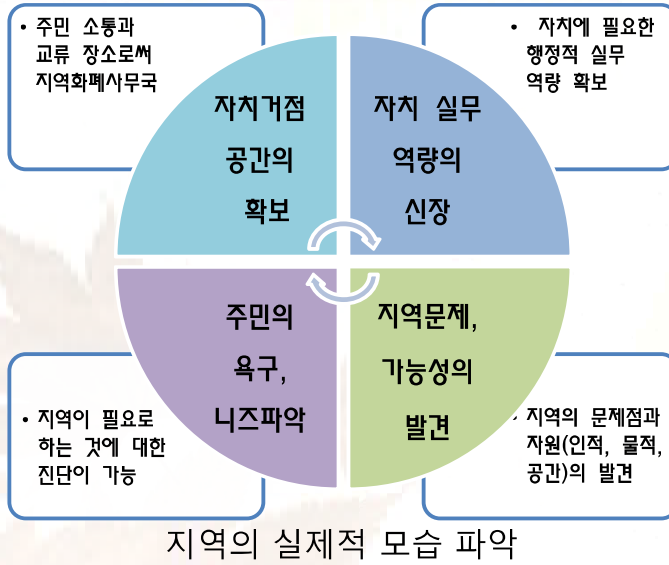 • 주민 소통과
교류 장소로써
지역화폐사무국
• 자치에 필요한
행정적 실무
역량 확보
자치거점
공간의
확보
자치 실무
역량의
신장
주민의
욕구,
니즈파악
지역문제,
가능성의
발견
• 지역이 필요로
하는 것에 대한
진단이 가능
• 지역의 문제점과
자원(인적, 물적,
공간)의 발견
지역의 실제적 모습 파악